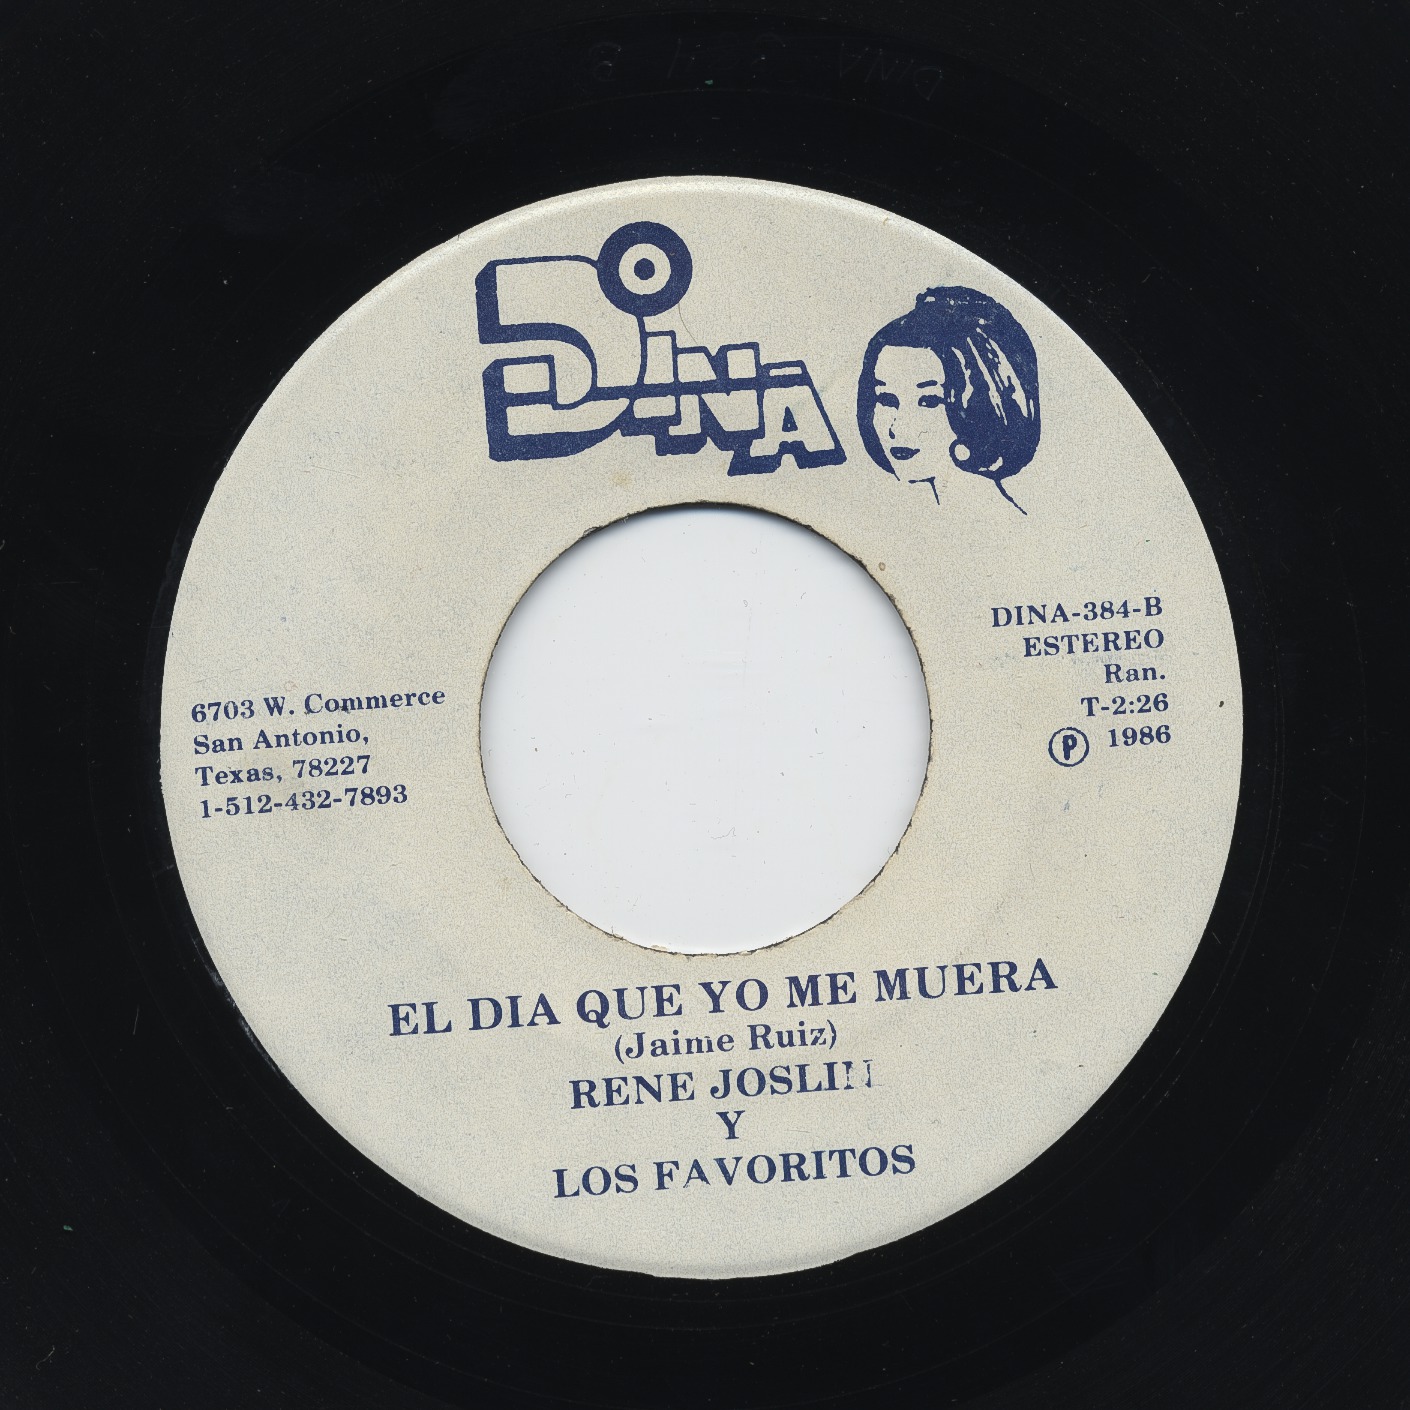 DINA
6703 W. Commerce
San Antonio,
Texas, 78227
1-512-432-7893
DINA-384-B
ESTEREO
Ran.
T-2:26
℗ 1986
EL DIA QUE YO ME MUERA
(Jaime Ruiz)
RENE JOSLIN
Y
LOS FAVORITOS